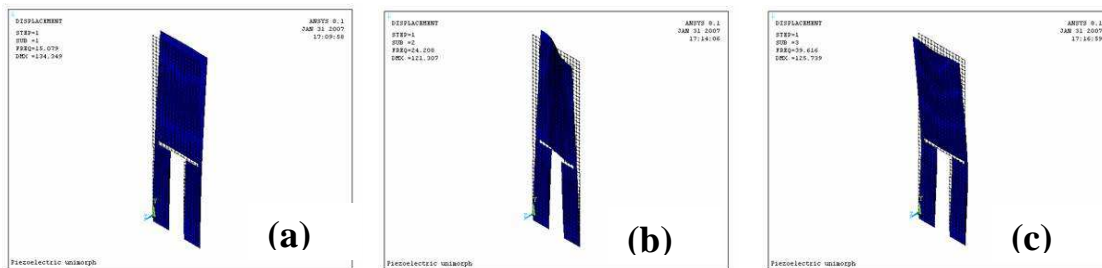 DISPLACEMENT
STEP=1
SUB =1
FREQ=15.079
DMX =134.349
ANSYS 8.1
JAN 31 2007
17:09:58
(a)
Piezoelectric unimorph
DISPLACEMENT
STEP=1
SUB =2
FREQ=24.208
DMX =121.307
ANSYS 8.1
JAN 31 2007
17:14:06
(b)
Piezoelectric unimorph
DISPLACEMENT
STEP=1
SUB =3
FREQ=39.616
DMX =125.739
ANSYS 8.1
JAN 31 2007
17:16:59
(c)
Piezoelectric unimorph